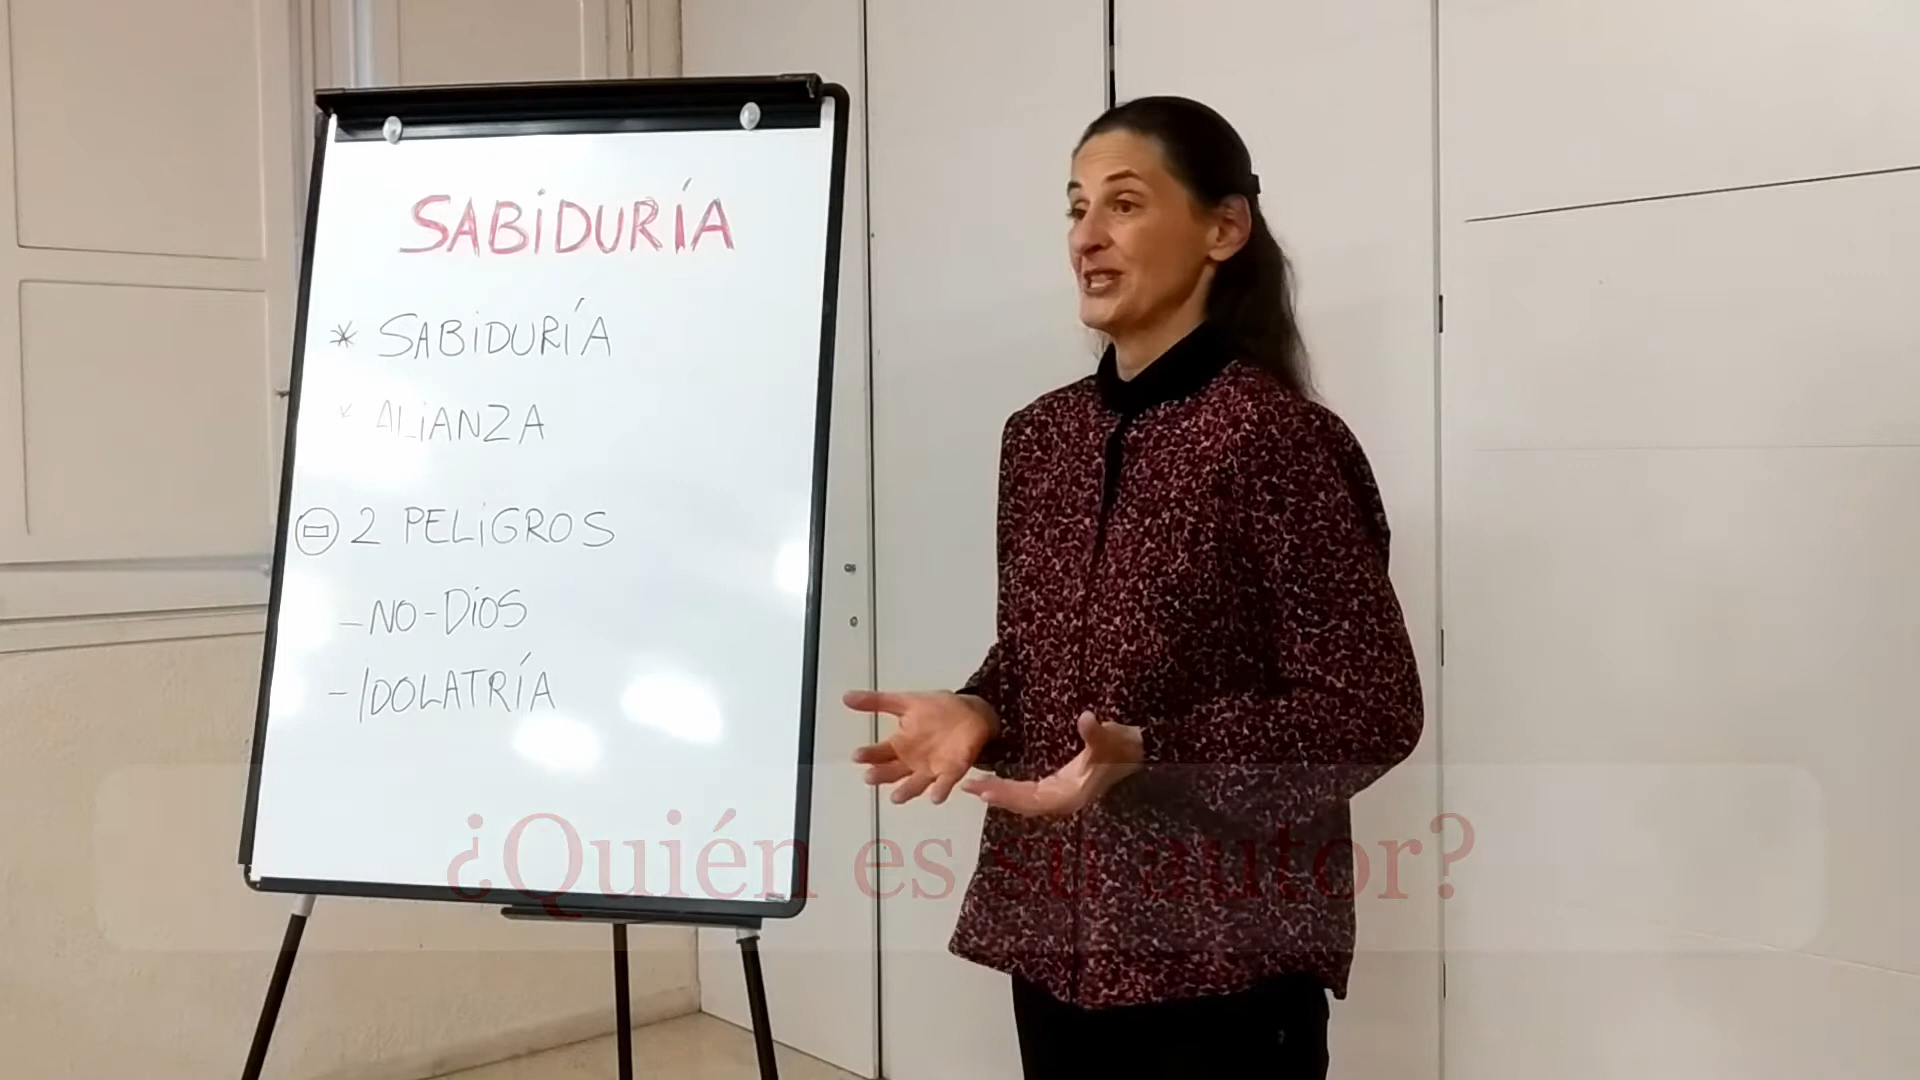 SABIDURÍA
* SABIDURÍA
* ALIANZA
⊖ 2 PELIGROS
- NO-DIOS
- IDOLATRÍA
¿Quién es su autor?